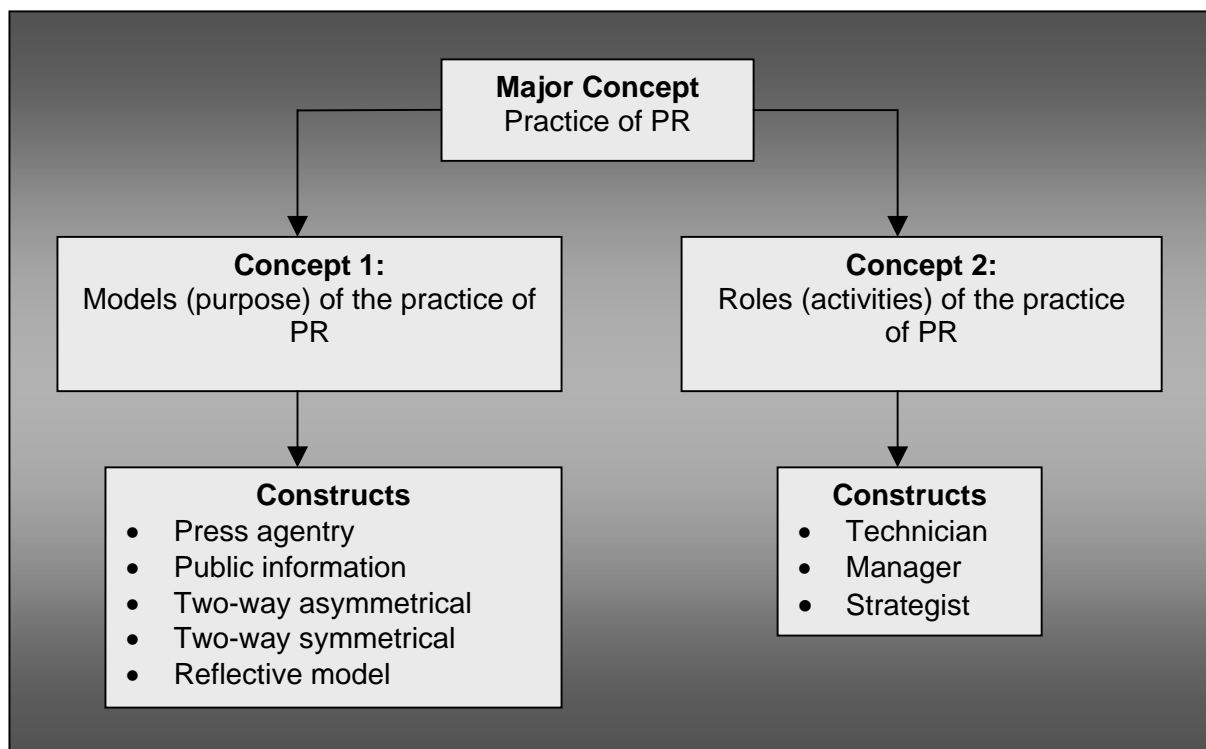 Major Concept
Practice of PR
Concept 1:
Models (purpose) of the practice of
PR
Concept 2:
Roles (activities) of the practice
of PR
Constructs
• Press agentry
• Public information
• Two-way asymmetrical
• Two-way symmetrical
• Reflective model
Constructs
• Technician
• Manager
• Strategist